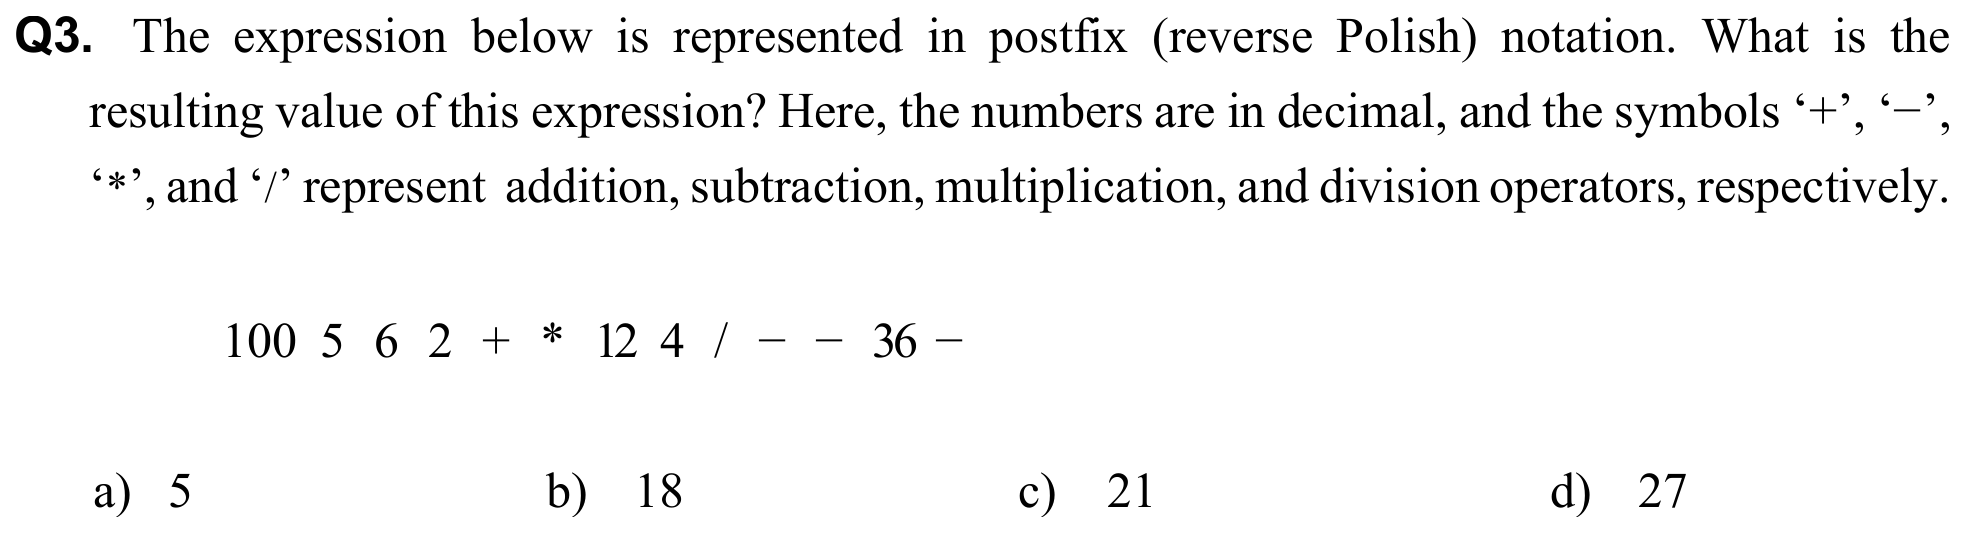 Q3. The expression below is represented in postfix (reverse Polish) notation. What is the
resulting value of this expression? Here, the numbers are in decimal, and the symbols ‘+’, ‘−’,
‘*’, and ‘/’ represent addition, subtraction, multiplication, and division operators, respectively.
100 5 6 2 + * 12 4 / − − 36 −
a) 5 b) 18 c) 21 d) 27